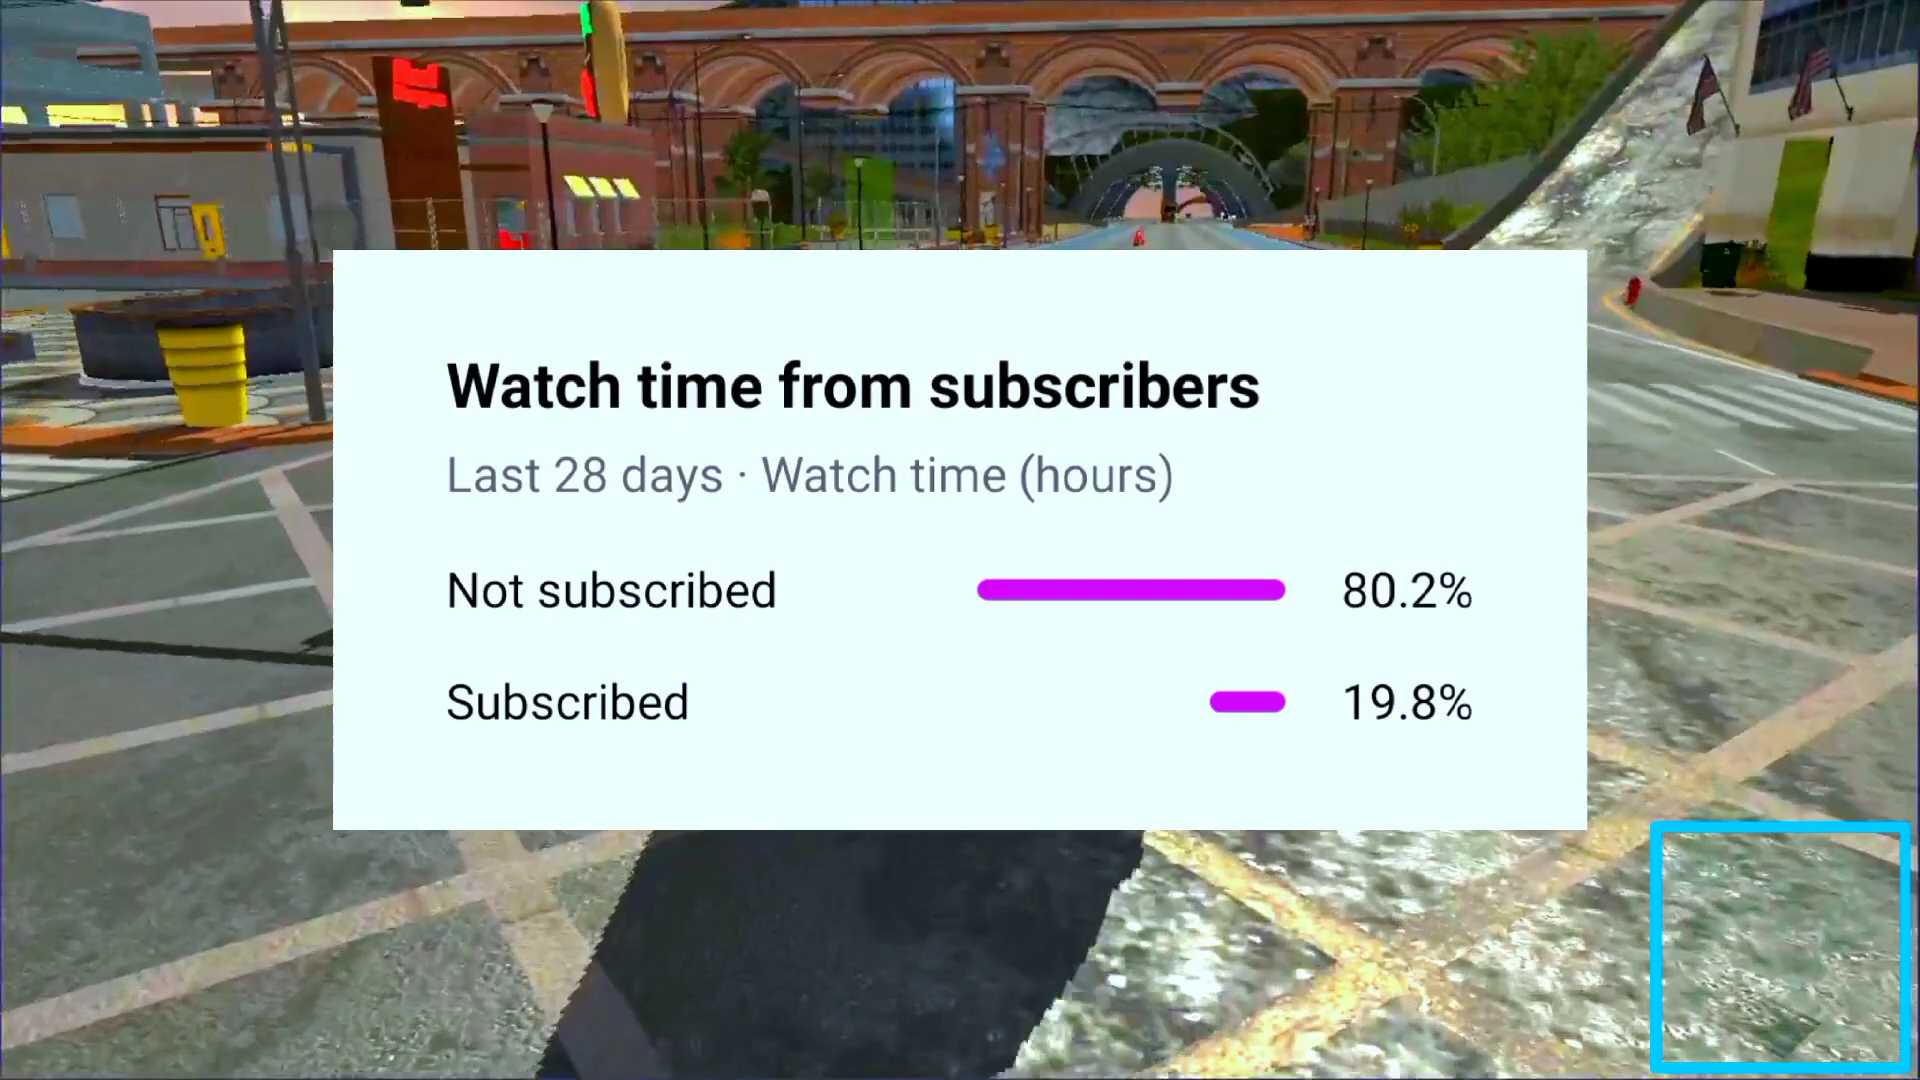 Watch time from subscribers
Last 28 days · Watch time (hours)
Not subscribed 80.2%
Subscribed 19.8%